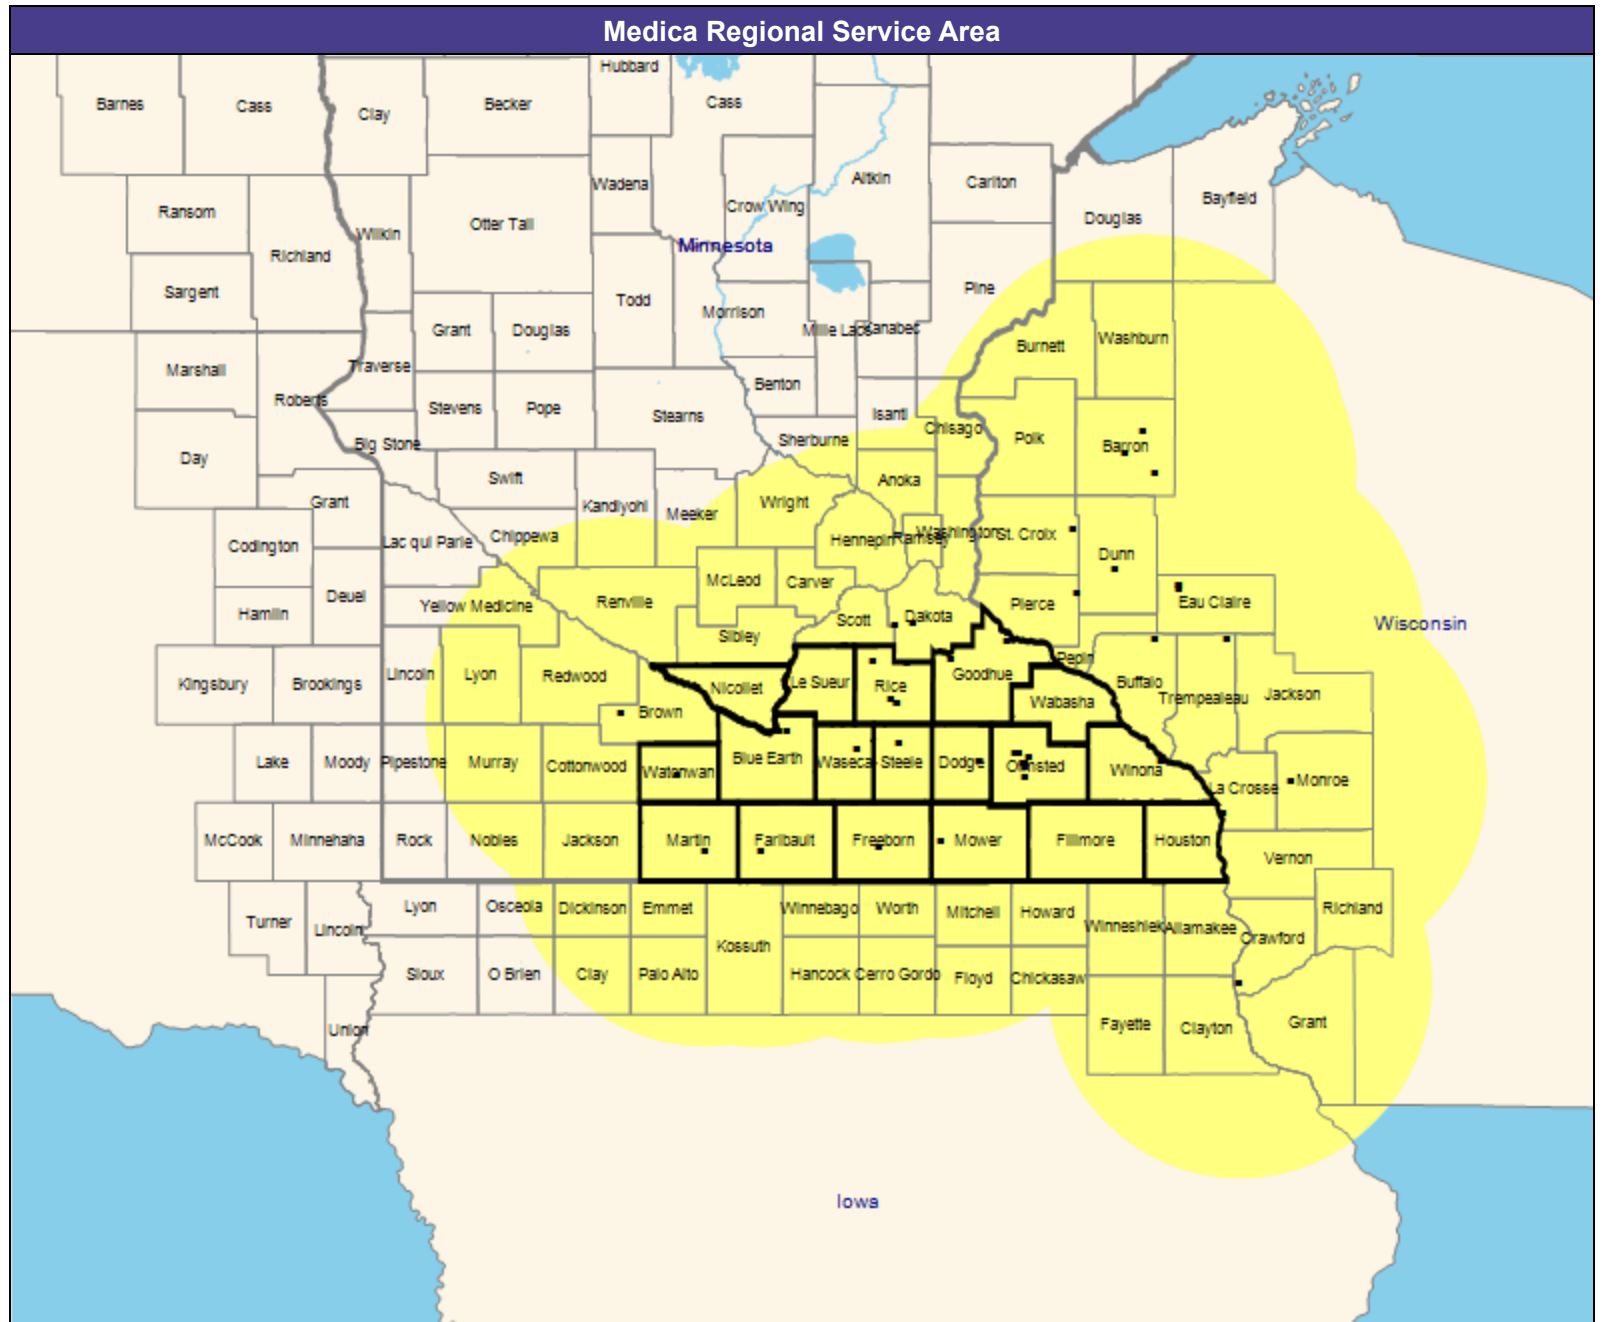 Medica Regional Service Area
Hubbard
Barnes
Cass
Clay
Becker
Cass
Wadena
Crow Wing
Aitkin
Carlton
Ransom
Richland
Wilkin
Otter Tail
Minnesota
Douglas
Bayfield
Sargent
Todd
Morrison
Pine
Grant
Douglas
Mille Lacs
Kanabec
Burnett
Washburn
Marshall
Roberts
Traverse
Stevens
Pope
Stearns
Benton
Isanti
Chisago
Polk
Barron
Day
Big Stone
Sherburne
Swift
Anoka
Grant
Kandiyohi
Meeker
Wright
Codington
Lac qui Parle
Chippewa
Hennepin
Ramsey
Washington
St. Croix
Dunn
Hamlin
Deuel
Yellow Medicine
Renville
McLeod
Carver
Scott
Dakota
Pierce
Eau Claire
Wisconsin
Sibley
Pepin
Kingsbury
Brookings
Lincoln
Lyon
Redwood
Nicollet
Le Sueur
Rice
Goodhue
Wabasha
Buffalo
Trempealeau
Jackson
Brown
Lake
Moody
Pipestone
Murray
Cottonwood
Watonwan
Blue Earth
Waseca
Steele
Dodge
Olmsted
Winona
La Crosse
Monroe
McCook
Minnehaha
Rock
Nobles
Jackson
Martin
Faribault
Freeborn
Mower
Fillmore
Houston
Vernon
Turner
Lincoln
Lyon
Osceola
Dickinson
Emmet
Kossuth
Winnebago
Worth
Mitchell
Howard
Winneshiek
Allamakee
Crawford
Richland
Sioux
O Brien
Clay
Palo Alto
Hancock
Cerro Gordo
Floyd
Chickasaw
Union
Fayette
Clayton
Grant
Iowa